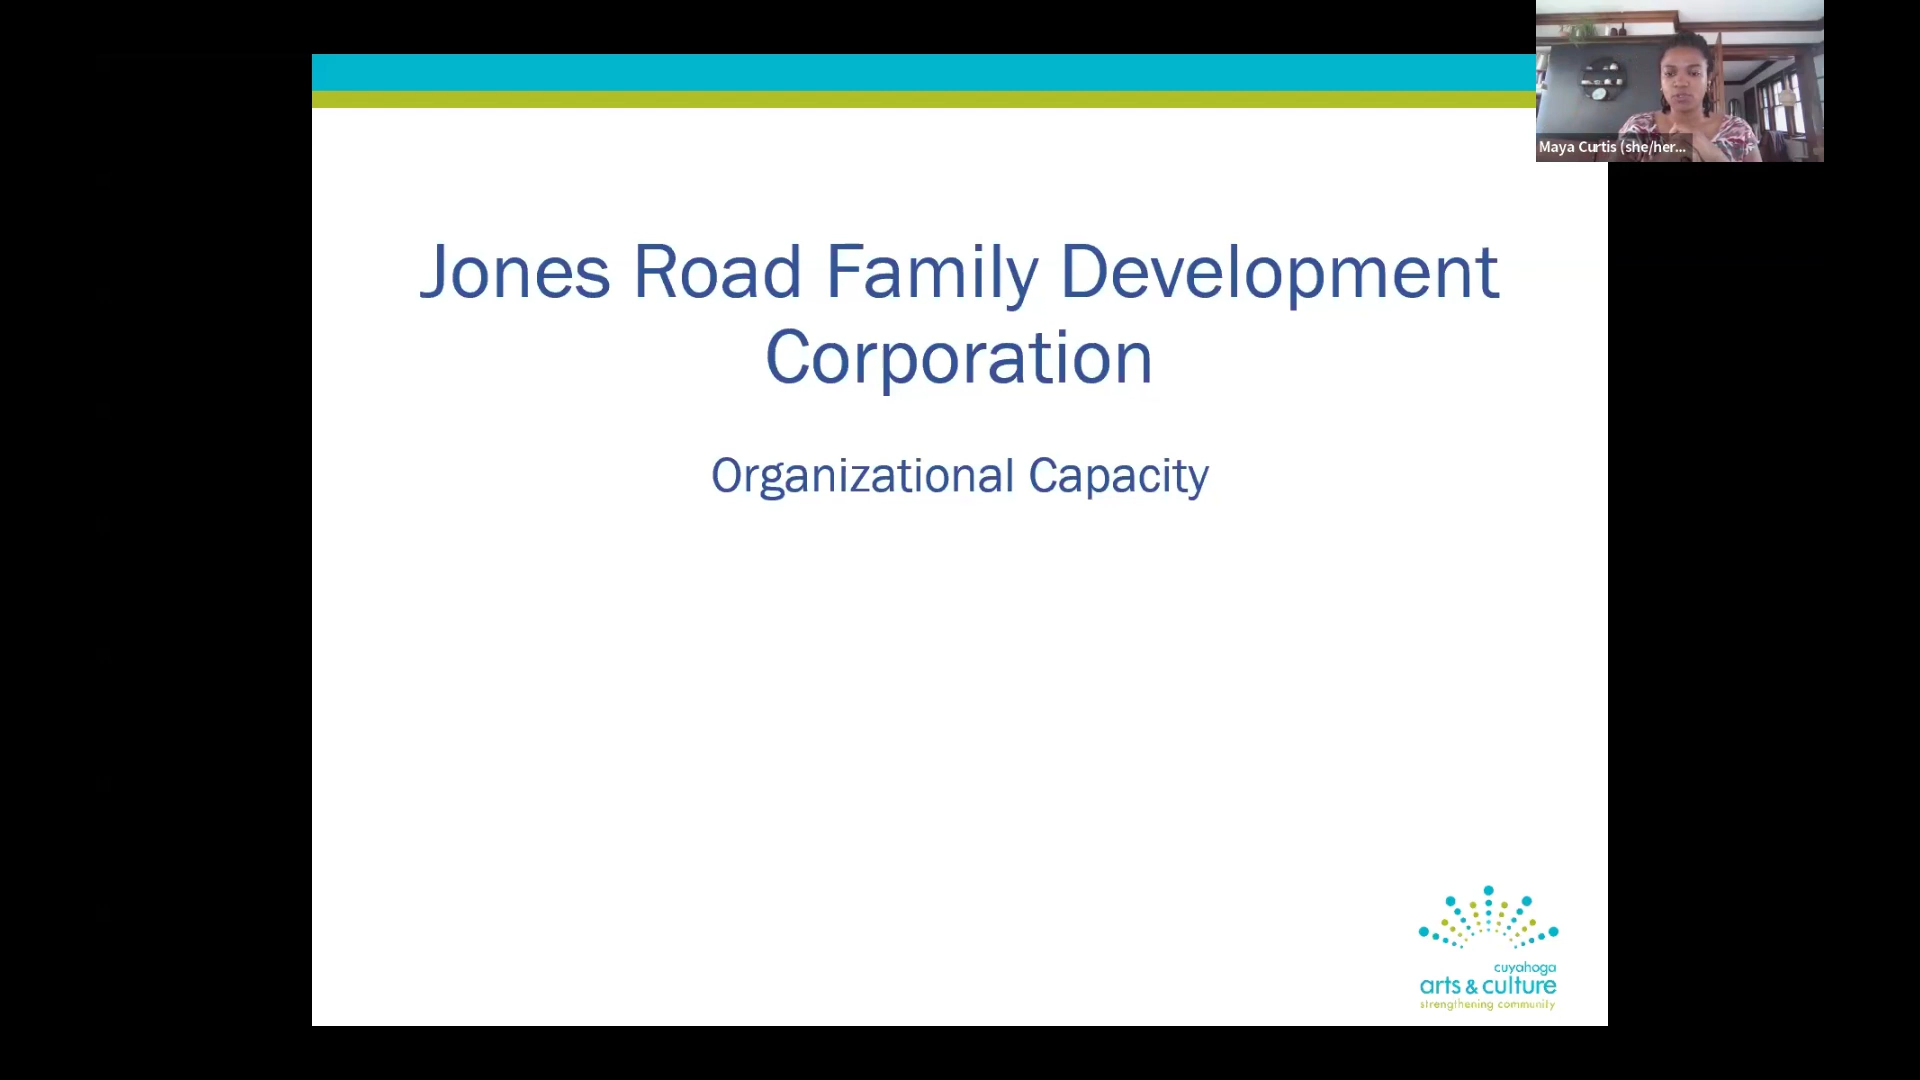 Maya Curtis (she/her...
Jones Road Family Development
Corporation
Organizational Capacity
cuyahoga
arts & culture
strengthening community